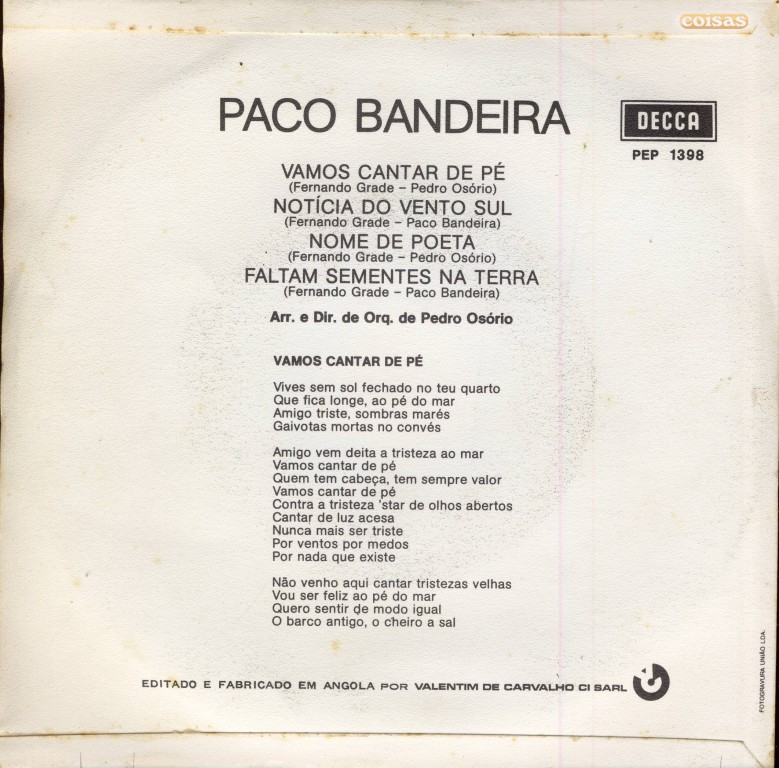 coisas
PACO BANDEIRA
DECCA
PEP 1398
VAMOS CANTAR DE PÉ
(Fernando Grade – Pedro Osório)
NOTÍCIA DO VENTO SUL
(Fernando Grade – Paco Bandeira)
NOME DE POETA
(Fernando Grade – Pedro Osório)
FALTAM SEMENTES NA TERRA
(Fernando Grade – Paco Bandeira)
Arr. e Dir. de Orq. de Pedro Osório
VAMOS CANTAR DE PÉ
Vives sem sol fechado no teu quarto
Que fica longe, ao pé do mar
Amigo triste, sombras marés
Gaivotas mortas no convés
Amigo vem deita a tristeza ao mar
Vamos cantar de pé
Quem tem cabeça, tem sempre valor
Vamos cantar de pé
Contra a tristeza 'star de olhos abertos
Cantar de luz acesa
Nunca mais ser triste
Por ventos por medos
Por nada que existe
Não venho aqui cantar tristezas velhas
Vou ser feliz ao pé do mar
Quero sentir de modo igual
O barco antigo, o cheiro a sal
EDITADO E FABRICADO EM ANGOLA POR VALENTIM DE CARVALHO CI SARL
FOTOGRAVURA UNIÃO LDA.